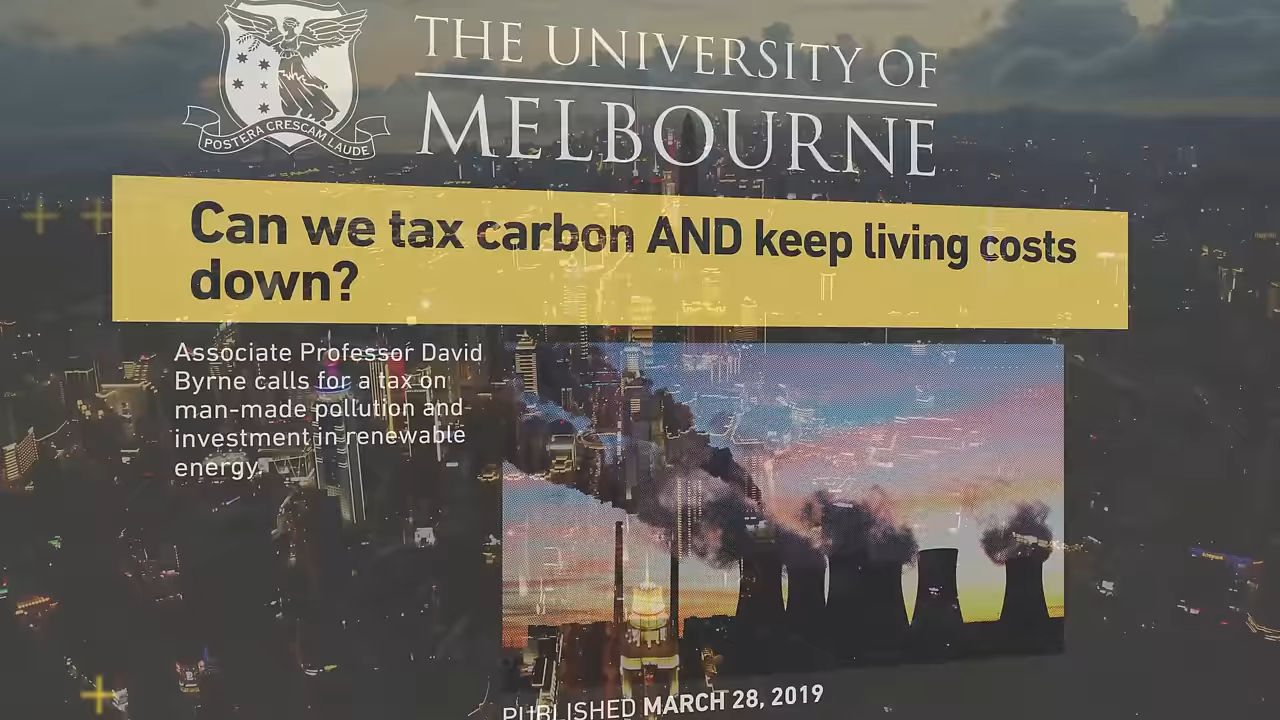 POSTERA CRESCAM LAUDE
THE UNIVERSITY OF
MELBOURNE
Can we tax carbon AND keep living costs
down?
Associate Professor David
Byrne calls for a tax on
man-made pollution and
investment in renewable
energy.
PUBLISHED MARCH 28, 2019